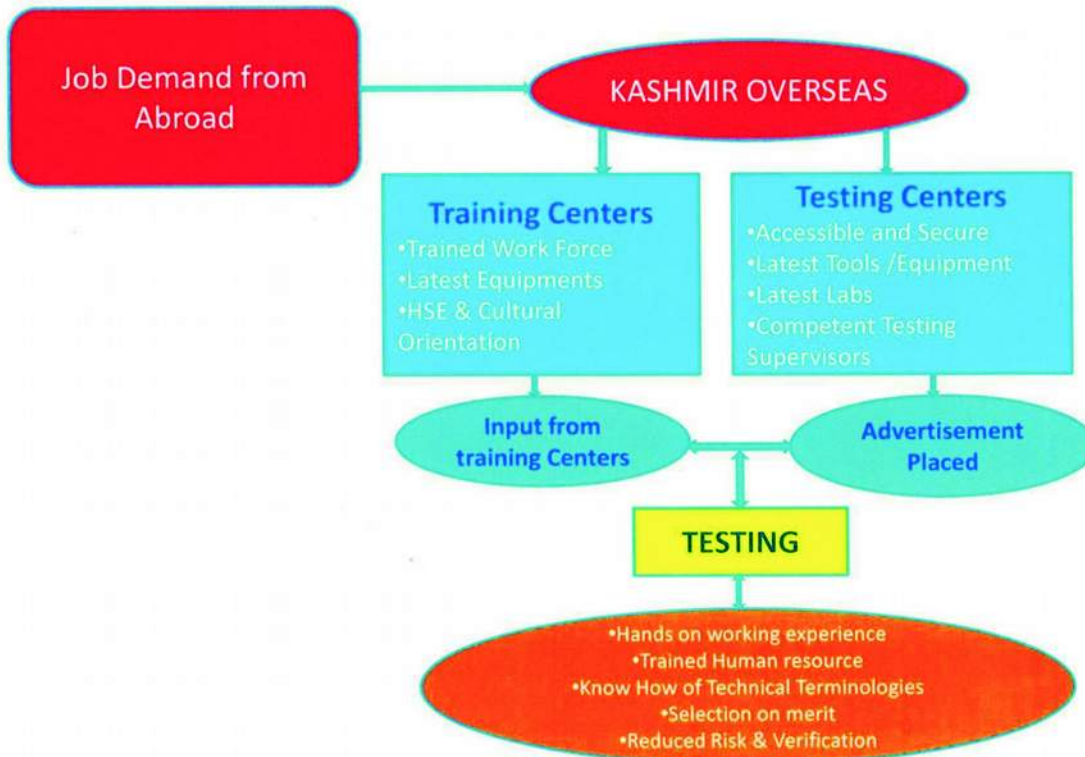 Job Demand from
Abroad
KASHMIR OVERSEAS
Training Centers
•Trained Work Force
•Latest Equipments
•HSE & Cultural
Orientation
Testing Centers
•Accessible and Secure
•Latest Tools /Equipment
•Latest Labs
•Competent Testing
Supervisors
Input from
training Centers
Advertisement
Placed
TESTING
•Hands on working experience
•Trained Human resource
•Know How of Technical Terminologies
•Selection on merit
•Reduced Risk & Verification